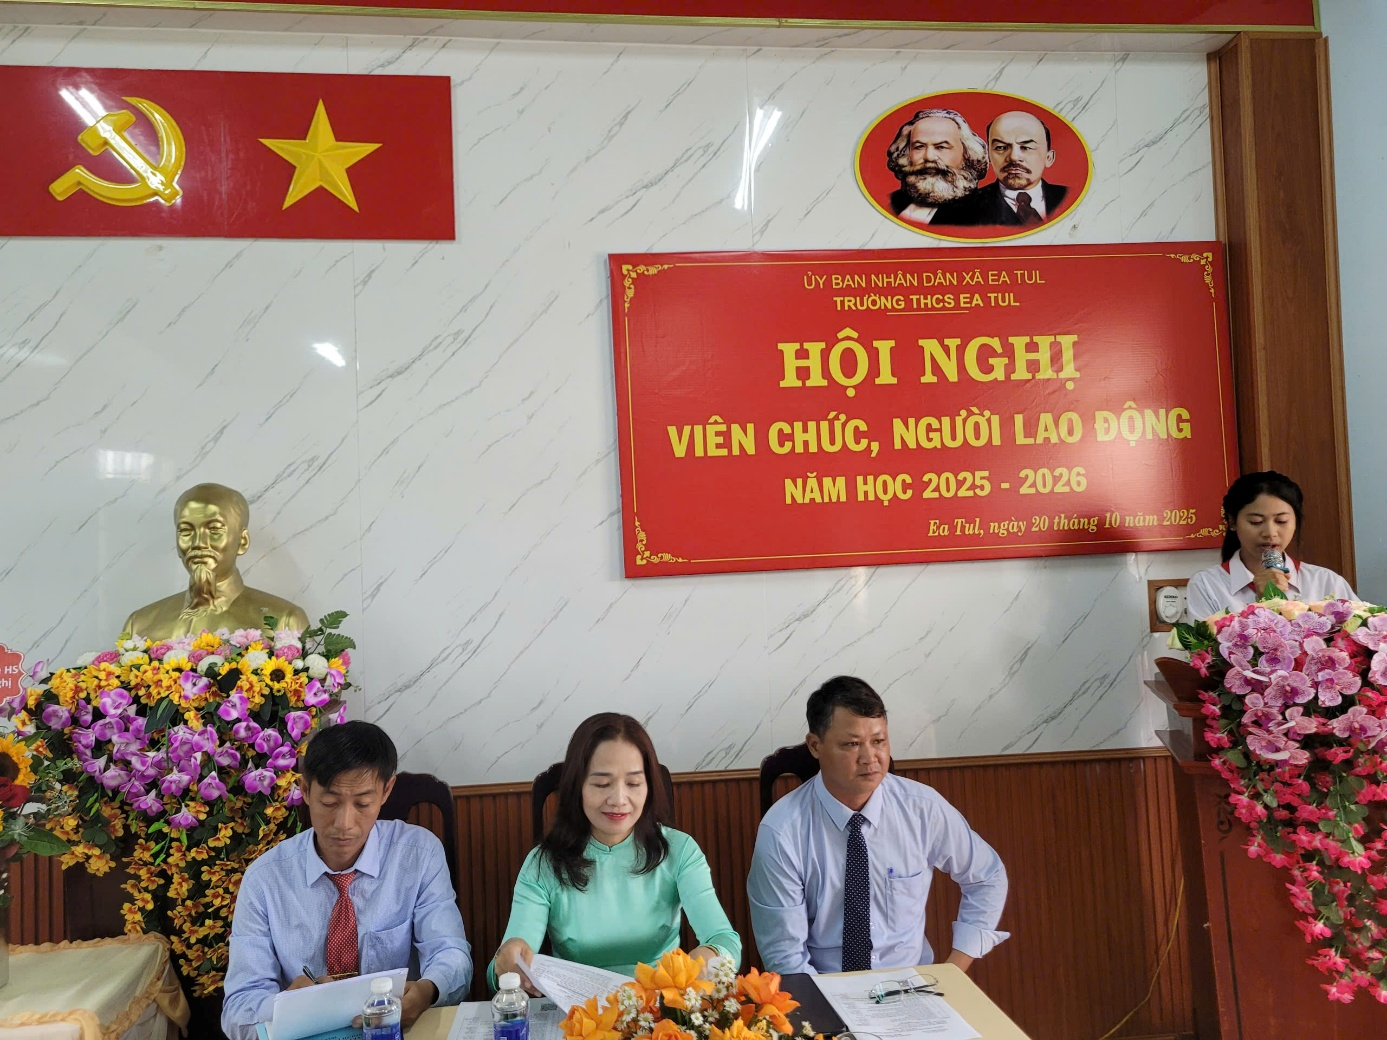 ỦY BAN NHÂN DÂN XÃ EA TUL
TRƯỜNG THCS EA TUL
HỘI NGHỊ
VIÊN CHỨC, NGƯỜI LAO ĐỘNG
NĂM HỌC 2025 - 2026
Ea Tul, ngày 20 tháng 10 năm 2025
HS